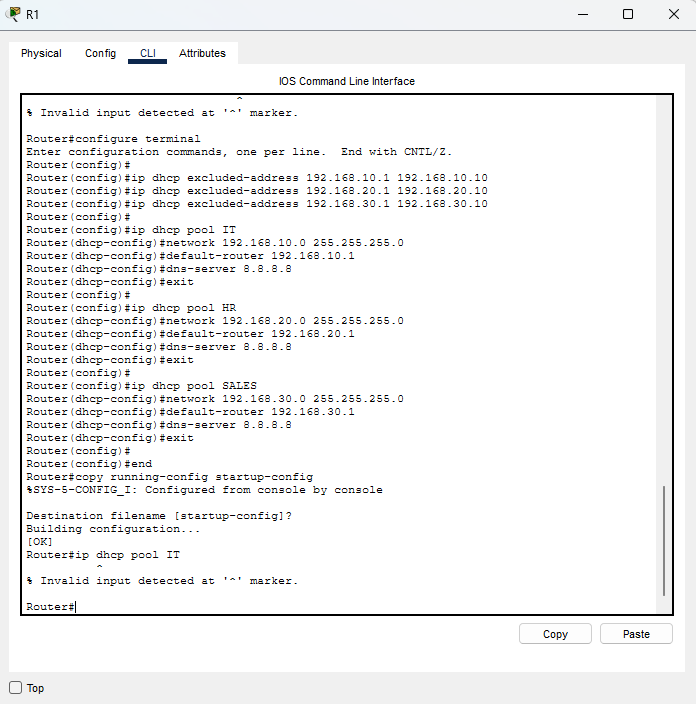 R1
Physical Config CLI Attributes
IOS Command Line Interface
^
% Invalid input detected at '^' marker.
Router#configure terminal
Enter configuration commands, one per line.  End with CNTL/Z.
Router(config)#
Router(config)#ip dhcp excluded-address 192.168.10.1 192.168.10.10
Router(config)#ip dhcp excluded-address 192.168.20.1 192.168.20.10
Router(config)#ip dhcp excluded-address 192.168.30.1 192.168.30.10
Router(config)#
Router(config)#ip dhcp pool IT
Router(dhcp-config)#network 192.168.10.0 255.255.255.0
Router(dhcp-config)#default-router 192.168.10.1
Router(dhcp-config)#dns-server 8.8.8.8
Router(dhcp-config)#exit
Router(config)#
Router(config)#ip dhcp pool HR
Router(dhcp-config)#network 192.168.20.0 255.255.255.0
Router(dhcp-config)#default-router 192.168.20.1
Router(dhcp-config)#dns-server 8.8.8.8
Router(dhcp-config)#exit
Router(config)#
Router(config)#ip dhcp pool SALES
Router(dhcp-config)#network 192.168.30.0 255.255.255.0
Router(dhcp-config)#default-router 192.168.30.1
Router(dhcp-config)#dns-server 8.8.8.8
Router(dhcp-config)#exit
Router(config)#
Router(config)#end
Router#copy running-config startup-config
%SYS-5-CONFIG_I: Configured from console by console
Destination filename [startup-config]?
Building configuration...
[OK]
Router#ip dhcp pool IT
^
% Invalid input detected at '^' marker.
Router#
Copy Paste
Top